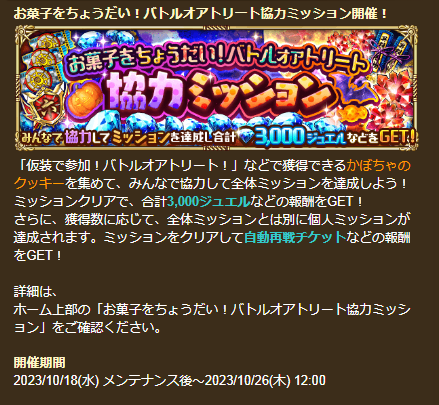 お菓子をちょうだい！バトルオアトリート協力ミッション開催！
お菓子をちょうだい！バトルオアトリート
協力ミッション
みんなで協力してミッションを達成し合計3,000ジュエルなどをGET!
「仮装で参加！バトルオアトリート！」などで獲得できるかぼちゃの
クッキーを集めて、みんなで協力して全体ミッションを達成しよう！
ミッションクリアで、合計3,000ジュエルなどの報酬をGET！
さらに、獲得数に応じて、全体ミッションとは別に個人ミッションが
達成されます。ミッションをクリアして自動再戦チケットなどの報酬
をGET！
詳細は、
ホーム上部の「お菓子をちょうだい！バトルオアトリート協力ミッシ
ョン」をご確認ください。
開催期間
2023/10/18(水) メンテナンス後～2023/10/26(木) 12:00